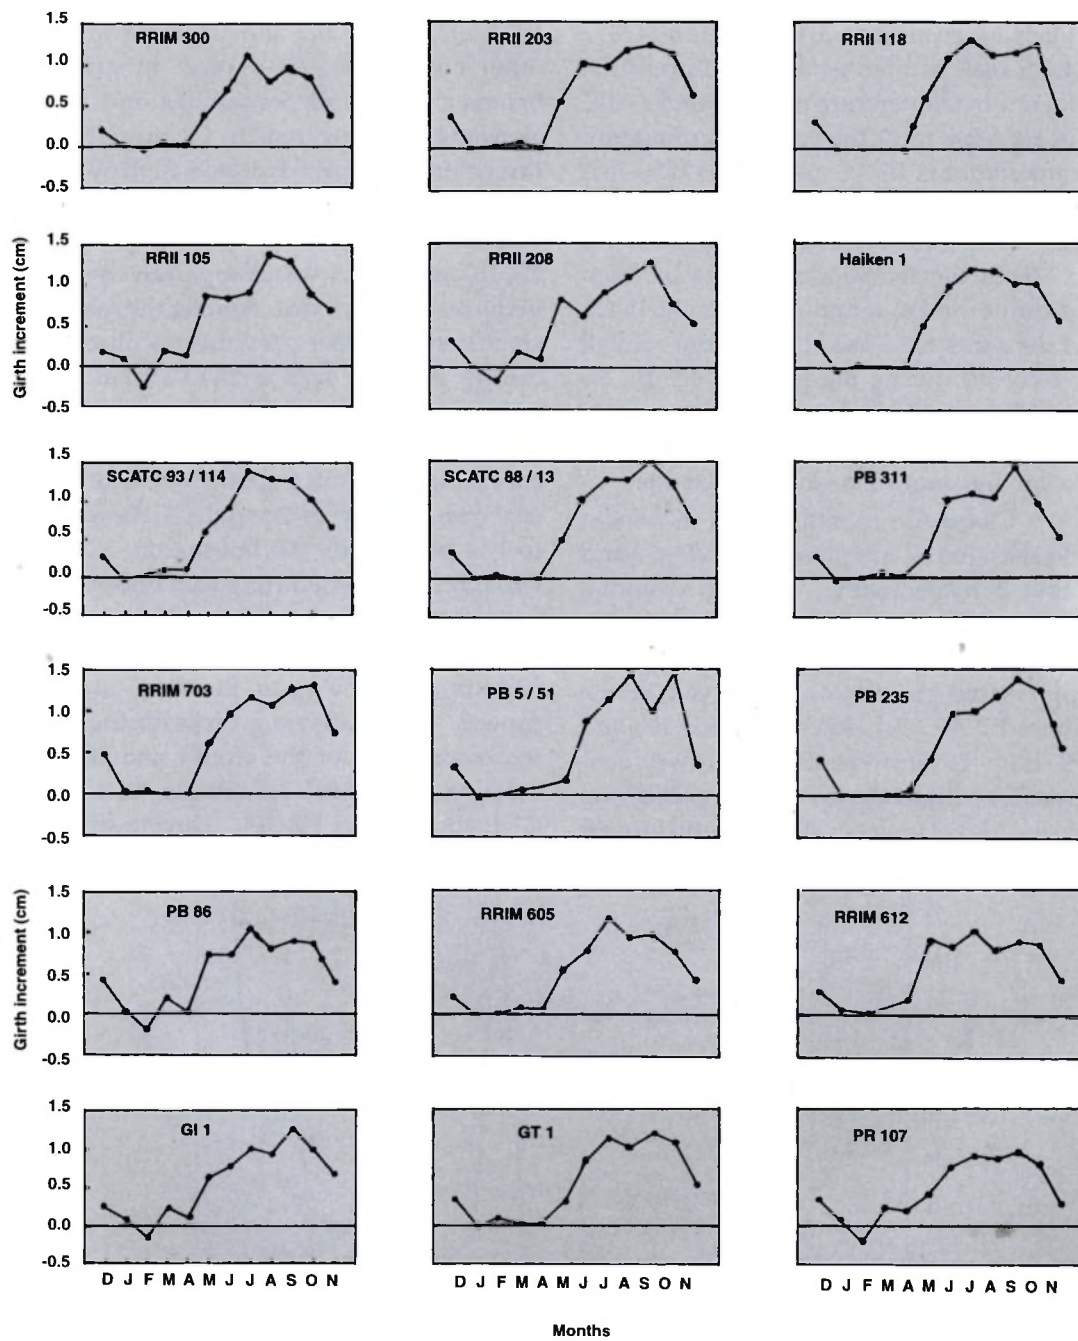 RRIM 300
RRII 203
RRII 118
1.5
1.0
0.5
0.0
-0.5
RRII 105
RRII 208
Haiken 1
Girth increment (cm)
1.5
1.0
0.5
0.0
-0.5
SCATC 93 / 114
SCATC 88 / 13
PB 311
1.5
1.0
0.5
0.0
-0.5
RRIM 703
PB 5 / 51
PB 235
1.5
1.0
0.5
0.0
-0.5
PB 86
RRIM 605
RRIM 612
Girth increment (cm)
1.5
1.0
0.5
0.0
-0.5
GI 1
GT 1
PR 107
1.5
1.0
0.5
0.0
-0.5
D J F M A M J J A S O N
D J F M A M J J A S O N
D J F M A M J J A S O N
Months